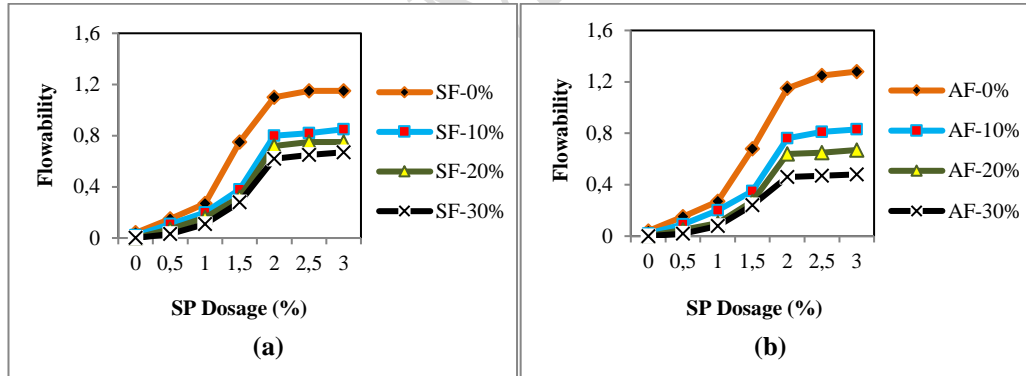 1,6
1,2
0,8
0,4
0
Flowability
0 0,5 1 1,5 2 2,5 3
SP Dosage (%)
SF-0%
SF-10%
SF-20%
SF-30%
(a)
1,6
1,2
0,8
0,4
0
Flowability
0 0,5 1 1,5 2 2,5 3
SP Dosage (%)
AF-0%
AF-10%
AF-20%
AF-30%
(b)